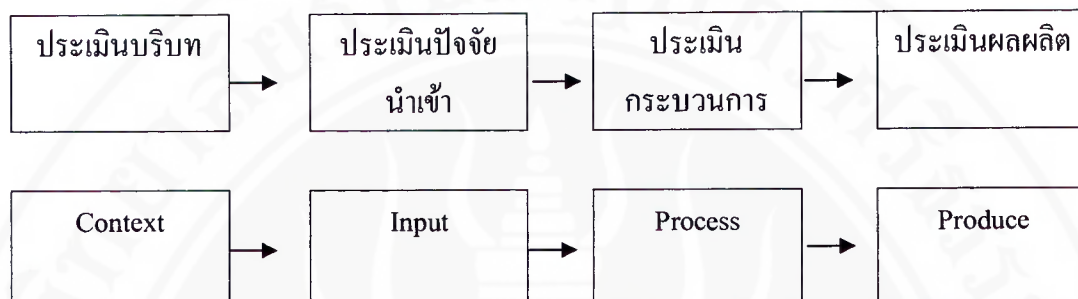 ประเมินบริบท
ประเมินปัจจัย
นำเข้า
ประเมิน
กระบวนการ
ประเมินผลผลิต
Context
Input
Process
Produce